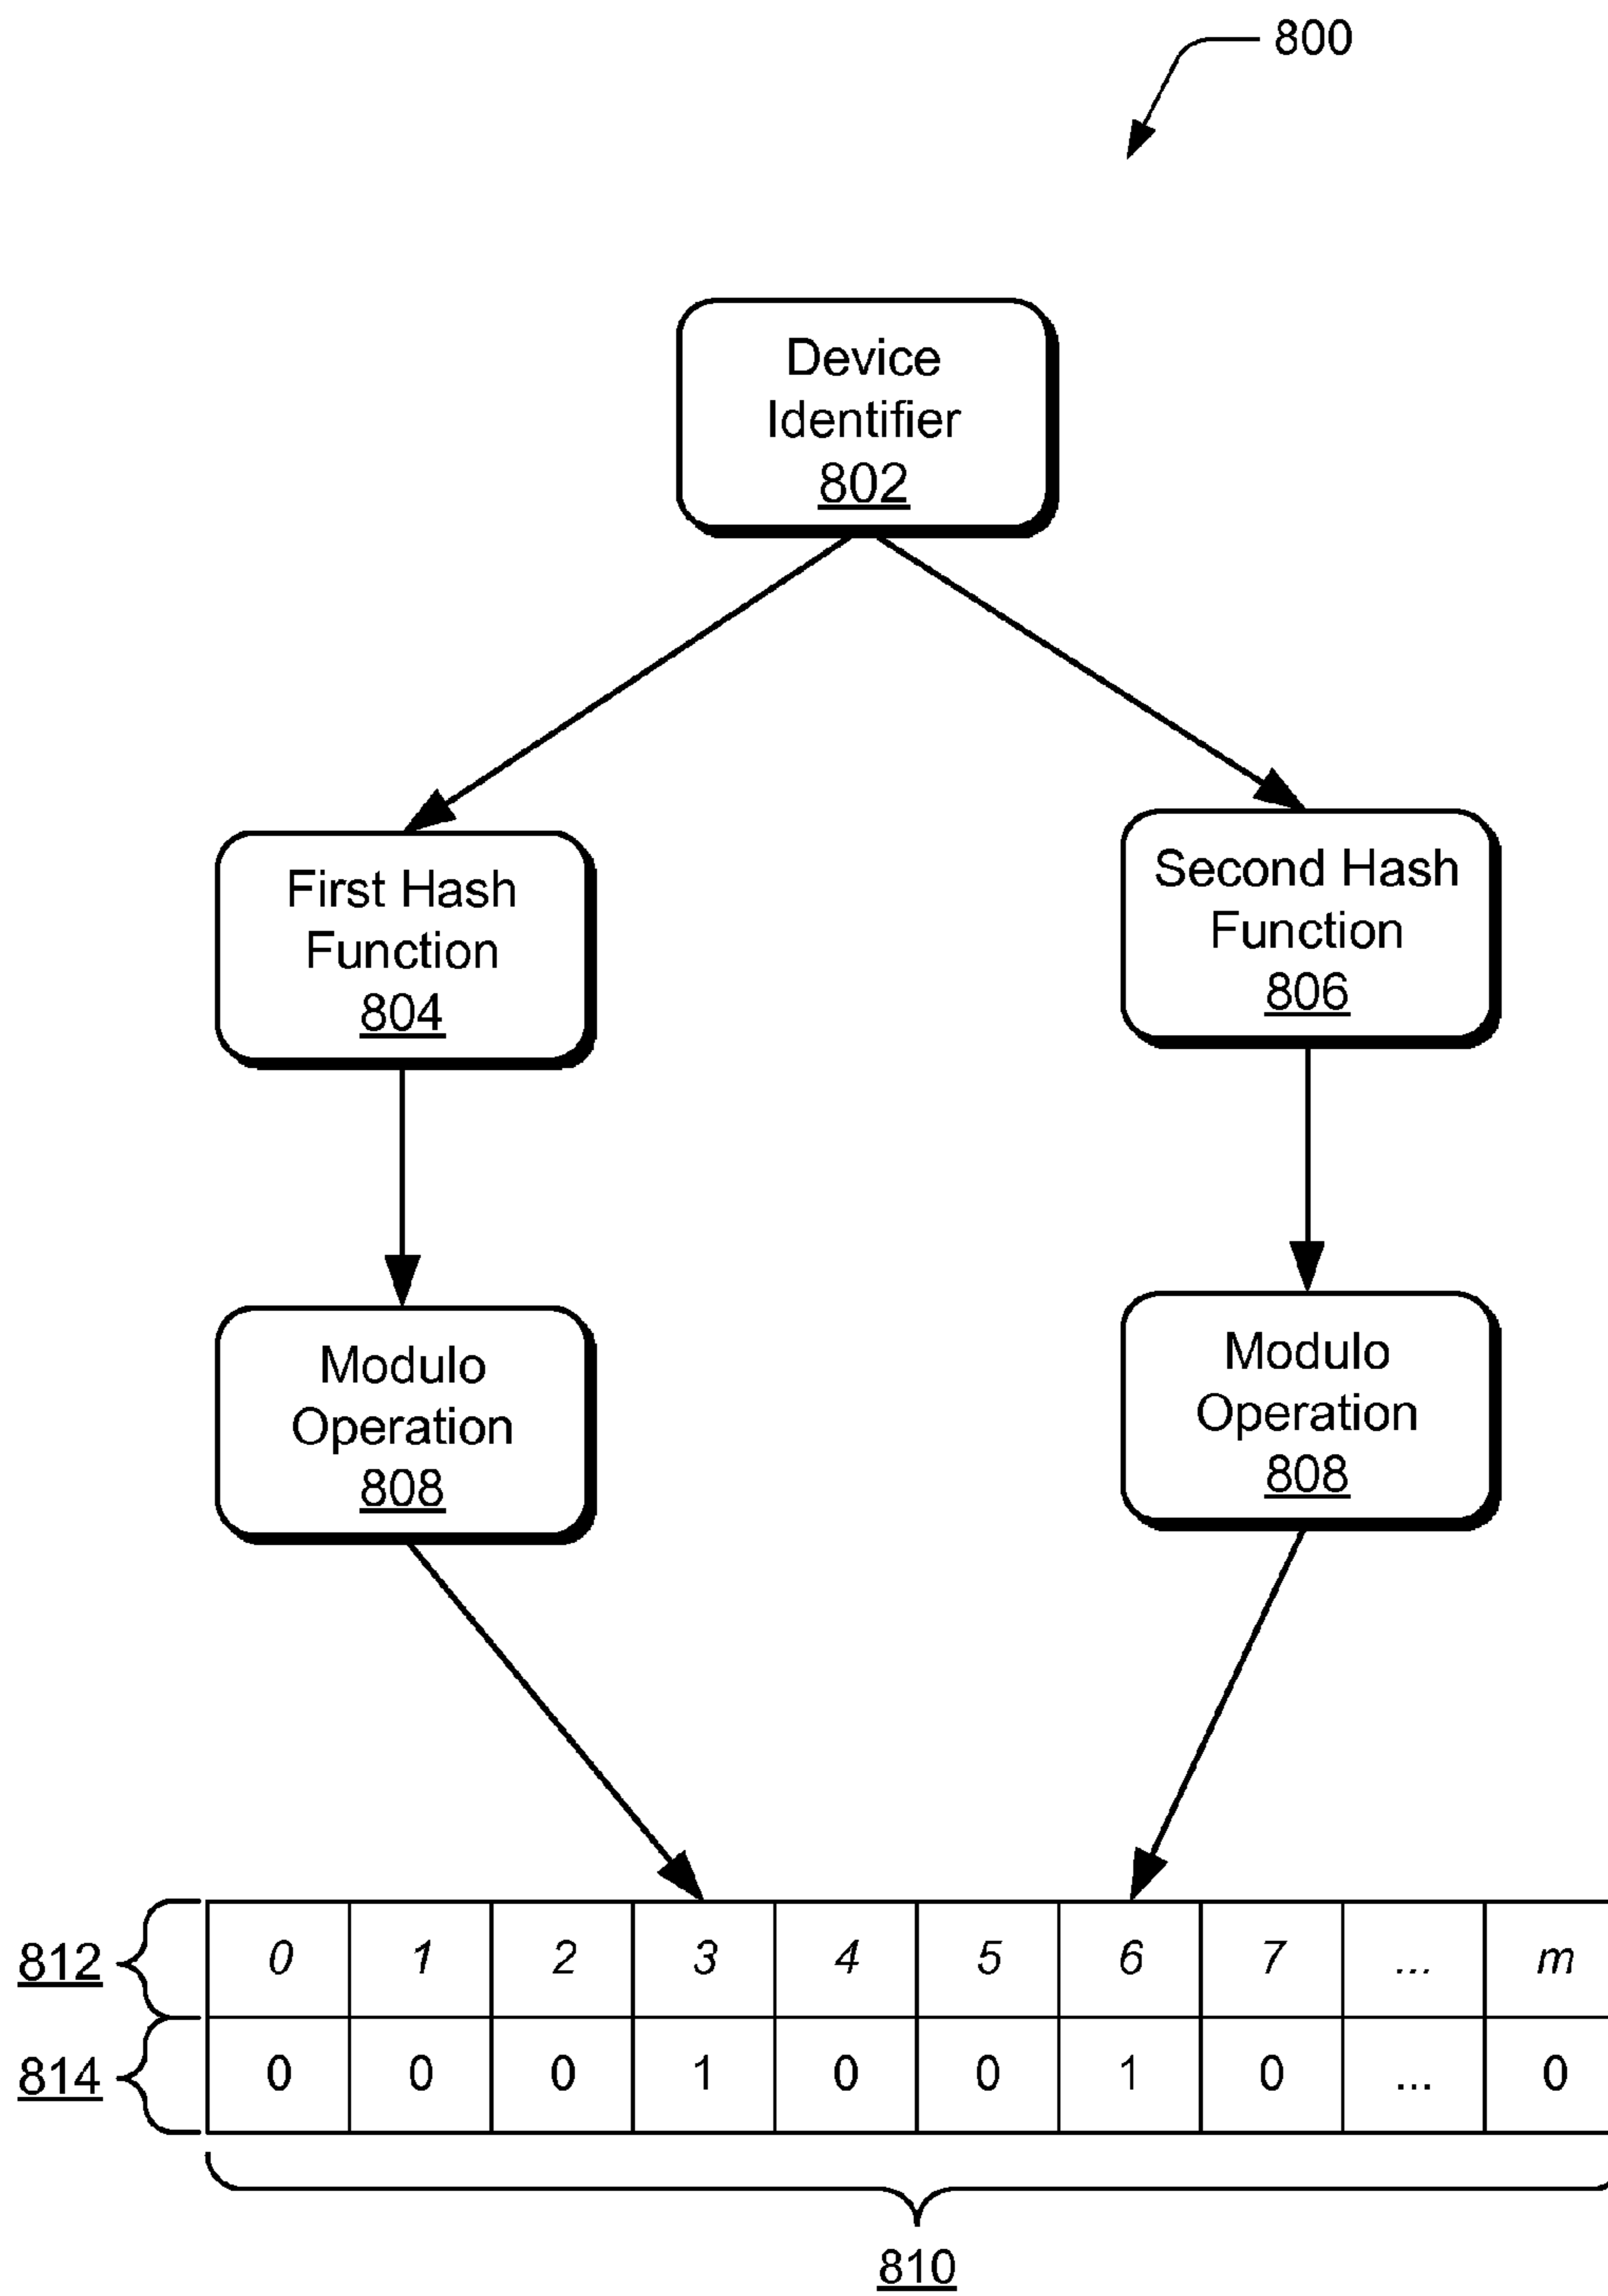 800
Device
Identifier
802
First Hash
Function
804
Second Hash
Function
806
Modulo
Operation
808
Modulo
Operation
808
812 0 1 2 3 4 5 6 7 ... m
814 0 0 0 1 0 0 1 0 ... 0
810